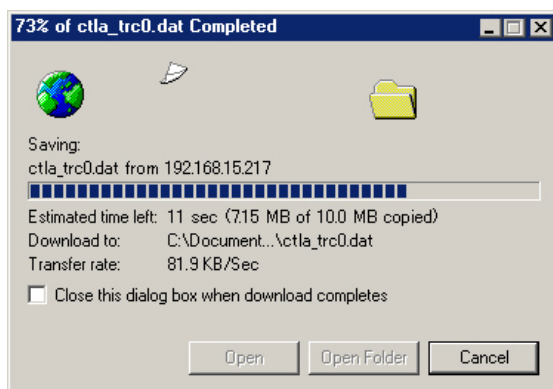 73% of ctla_trc0.dat Completed
Saving:
ctla_trc0.dat from 192.168.15.217
Estimated time left: 11 sec (7.15 MB of 10.0 MB copied)
Download to: C:\Document...\ctla_trc0.dat
Transfer rate: 81.9 KB/Sec
Close this dialog box when download completes
Open Open Folder Cancel